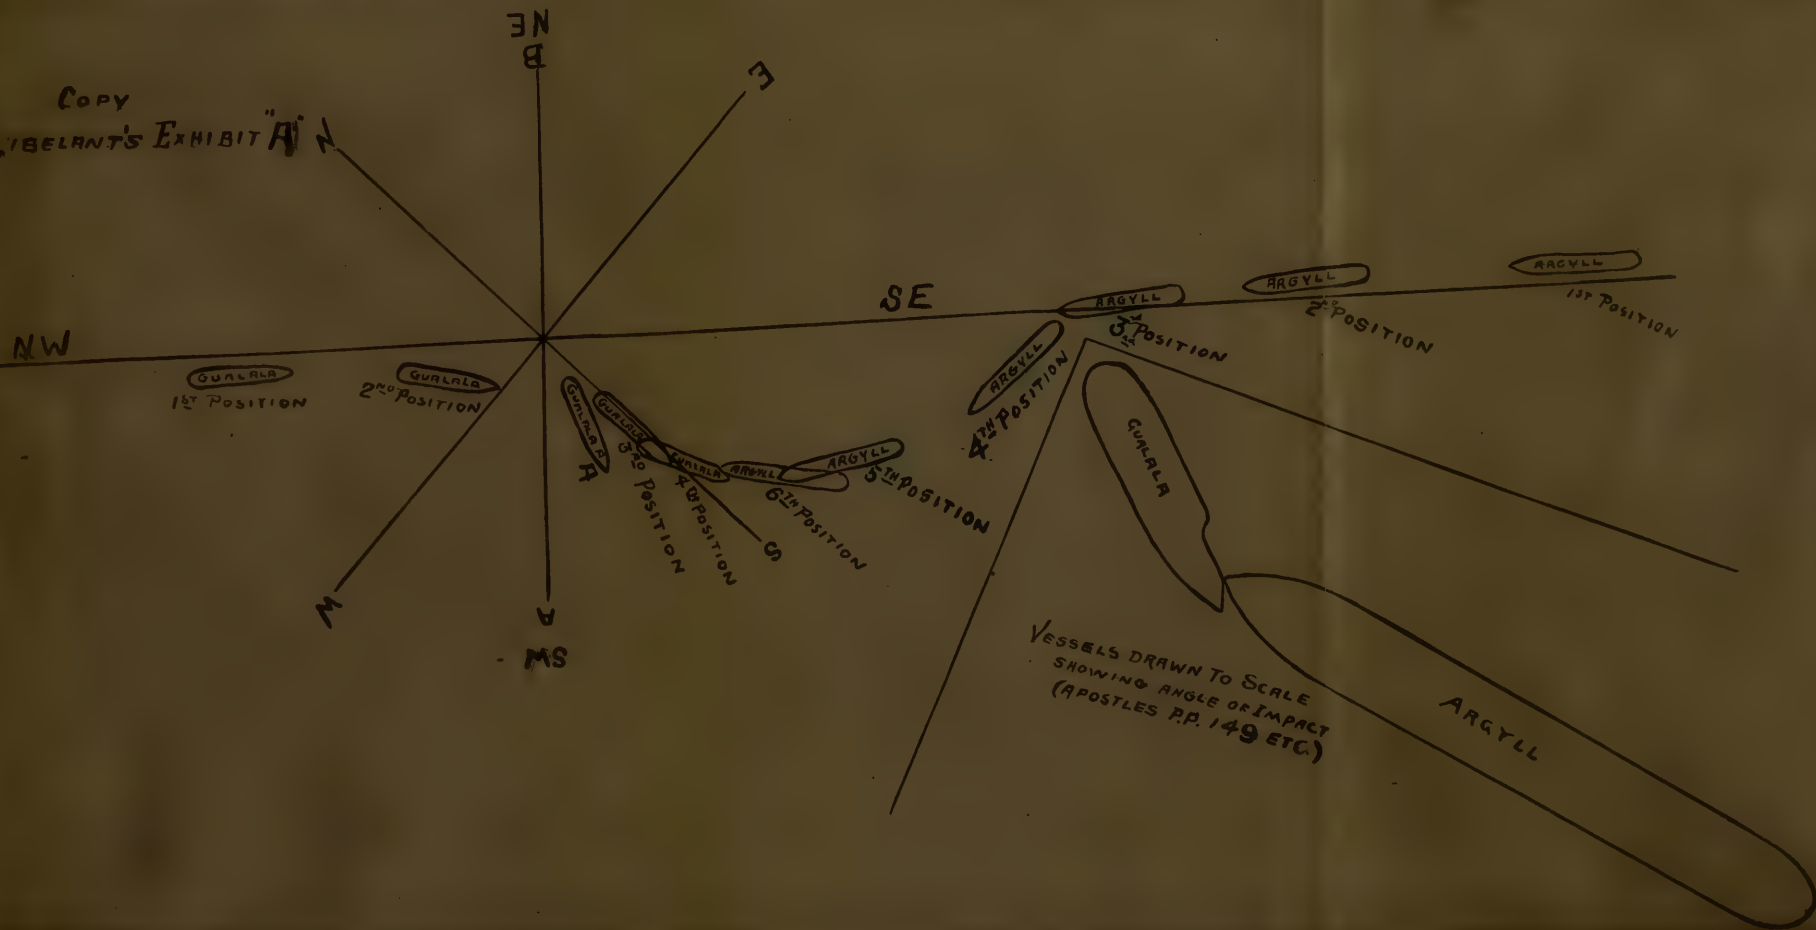 COPY
LIBELANT'S EXHIBIT "A"
N
NE
B
E
NW
SE
W
A
SW
S
GUALALA
1ST POSITION
GUALALA
2ND POSITION
GUALALA
A
GUALALA
3RD POSITION
GUALALA
4TH POSITION
ARGYLL
6TH POSITION
ARGYLL
5TH POSITION
ARGYLL
4TH POSITION
ARGYLL
3RD POSITION
ARGYLL
2ND POSITION
ARGYLL
1ST POSITION
GUALALA
ARGYLL
VESSELS DRAWN TO SCALE
SHOWING ANGLE OF IMPACT
(APOSTLES P.P. 149 ETC.)